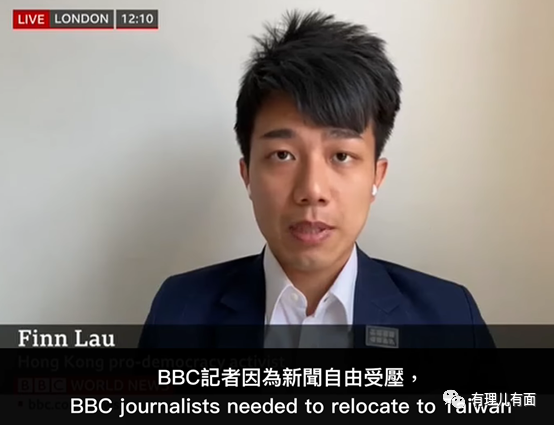 LIVE LONDON 12:10
Finn Lau
Hong Kong pro-democracy activist
BBC WORLD NEWS
BBC記者因為新聞自由受壓，
BBC journalists needed to relocate to Taiwan
有理儿有面